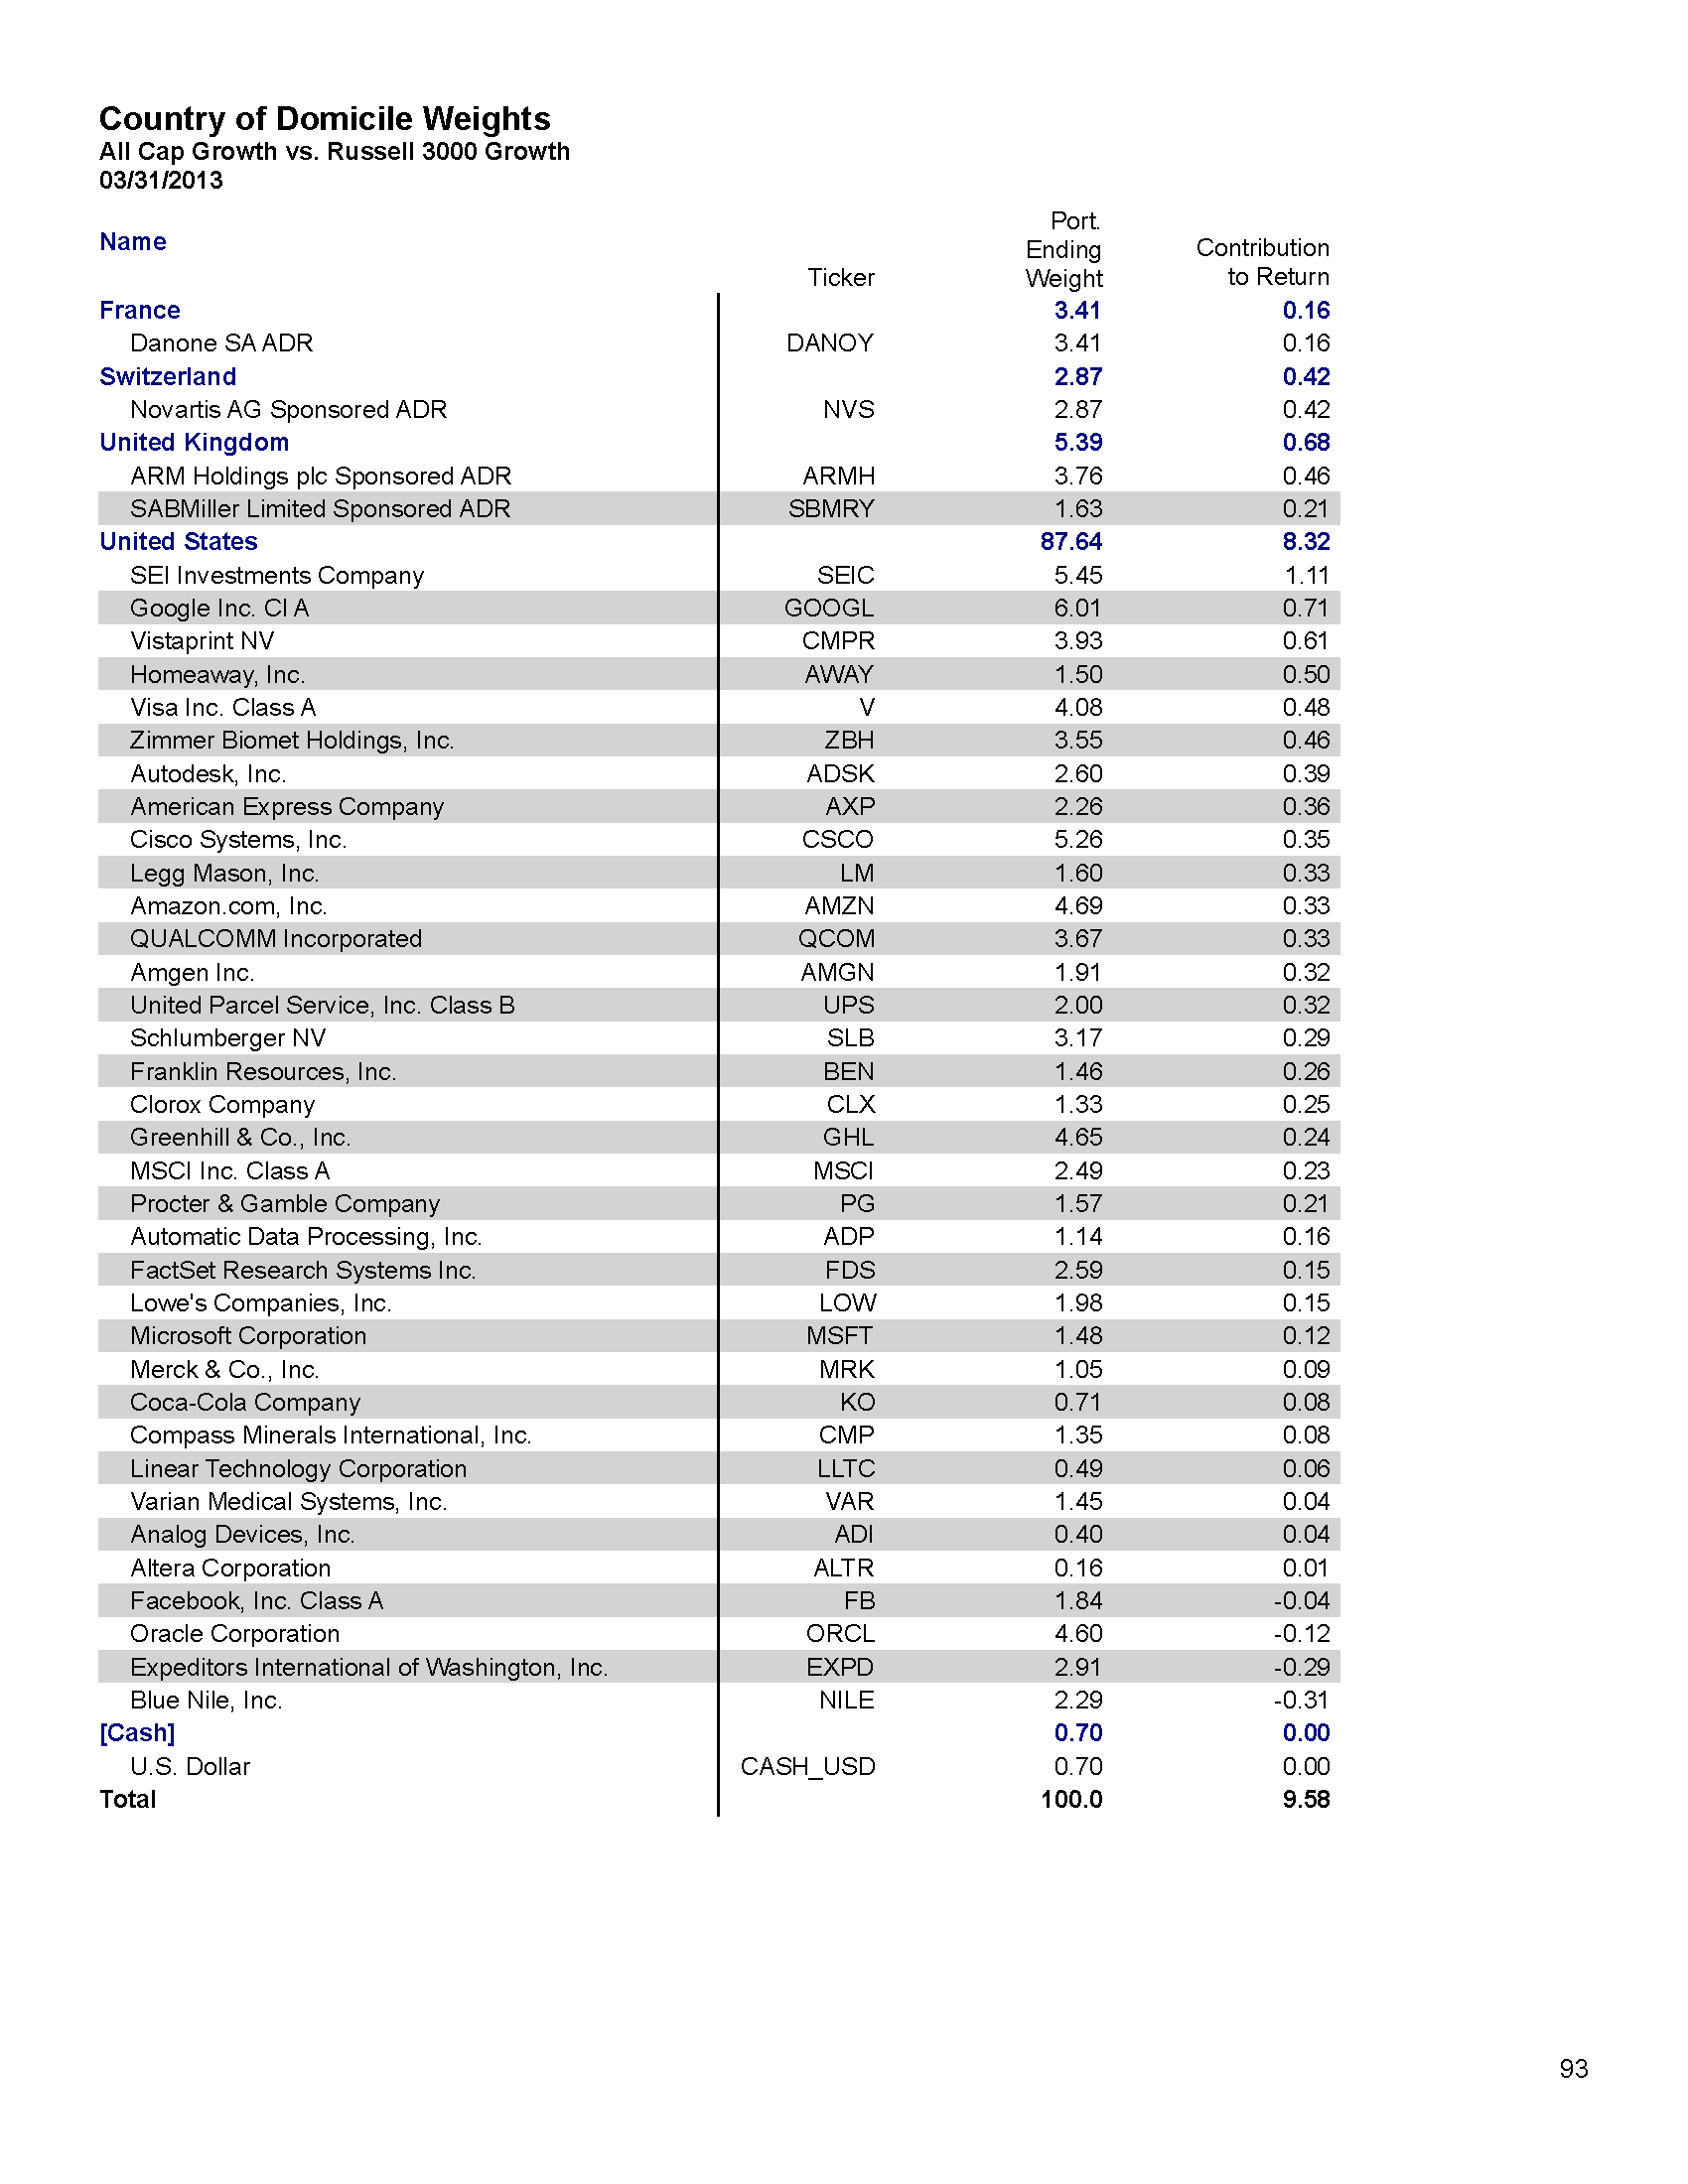 Country of Domicile Weights
All Cap Growth vs. Russell 3000 Growth
03/31/2013
Name Ticker Port. Ending Weight Contribution to Return
France 3.41 0.16
Danone SA ADR DANOY 3.41 0.16
Switzerland 2.87 0.42
Novartis AG Sponsored ADR NVS 2.87 0.42
United Kingdom 5.39 0.68
ARM Holdings plc Sponsored ADR ARMH 3.76 0.46
SABMiller Limited Sponsored ADR SBMRY 1.63 0.21
United States 87.64 8.32
SEI Investments Company SEIC 5.45 1.11
Google Inc. Cl A GOOGL 6.01 0.71
Vistaprint NV CMPR 3.93 0.61
Homeaway, Inc. AWAY 1.50 0.50
Visa Inc. Class A V 4.08 0.48
Zimmer Biomet Holdings, Inc. ZBH 3.55 0.46
Autodesk, Inc. ADSK 2.60 0.39
American Express Company AXP 2.26 0.36
Cisco Systems, Inc. CSCO 5.26 0.35
Legg Mason, Inc. LM 1.60 0.33
Amazon.com, Inc. AMZN 4.69 0.33
QUALCOMM Incorporated QCOM 3.67 0.33
Amgen Inc. AMGN 1.91 0.32
United Parcel Service, Inc. Class B UPS 2.00 0.32
Schlumberger NV SLB 3.17 0.29
Franklin Resources, Inc. BEN 1.46 0.26
Clorox Company CLX 1.33 0.25
Greenhill & Co., Inc. GHL 4.65 0.24
MSCI Inc. Class A MSCI 2.49 0.23
Procter & Gamble Company PG 1.57 0.21
Automatic Data Processing, Inc. ADP 1.14 0.16
FactSet Research Systems Inc. FDS 2.59 0.15
Lowe's Companies, Inc. LOW 1.98 0.15
Microsoft Corporation MSFT 1.48 0.12
Merck & Co., Inc. MRK 1.05 0.09
Coca-Cola Company KO 0.71 0.08
Compass Minerals International, Inc. CMP 1.35 0.08
Linear Technology Corporation LLTC 0.49 0.06
Varian Medical Systems, Inc. VAR 1.45 0.04
Analog Devices, Inc. ADI 0.40 0.04
Altera Corporation ALTR 0.16 0.01
Facebook, Inc. Class A FB 1.84 -0.04
Oracle Corporation ORCL 4.60 -0.12
Expeditors International of Washington, Inc. EXPD 2.91 -0.29
Blue Nile, Inc. NILE 2.29 -0.31
[Cash] 0.70 0.00
U.S. Dollar CASH_USD 0.70 0.00
Total 100.0 9.58
93